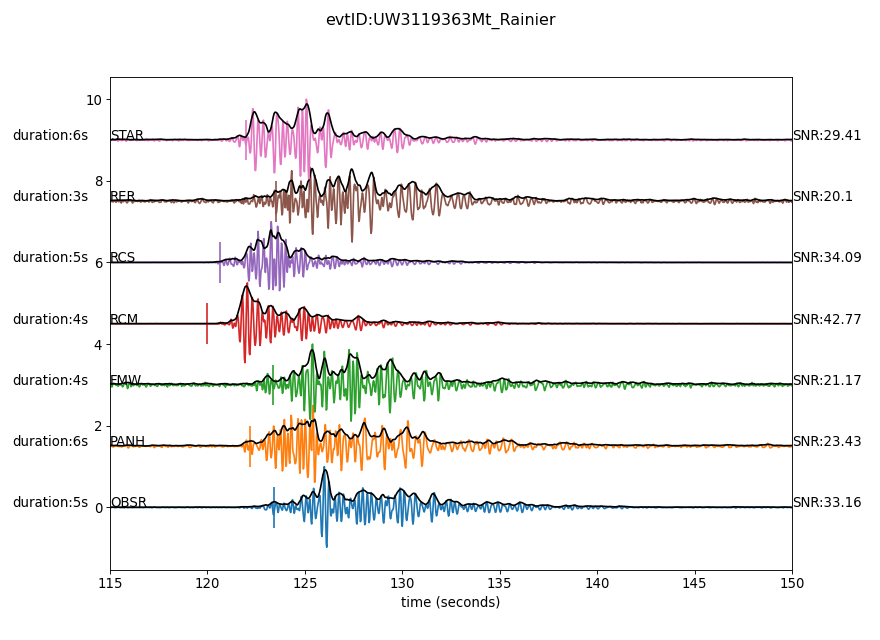 evtID:UW3119363Mt_Rainier
10
duration:6s STAR SNR:29.41
8
duration:3s RER SNR:20.1
duration:5s RCS SNR:34.09
6
duration:4s RCM SNR:42.77
4
duration:4s FMW SNR:21.17
2
duration:6s PANH SNR:23.43
duration:5s OBSR SNR:33.16
0
115 120 125 130 135 140 145 150
time (seconds)